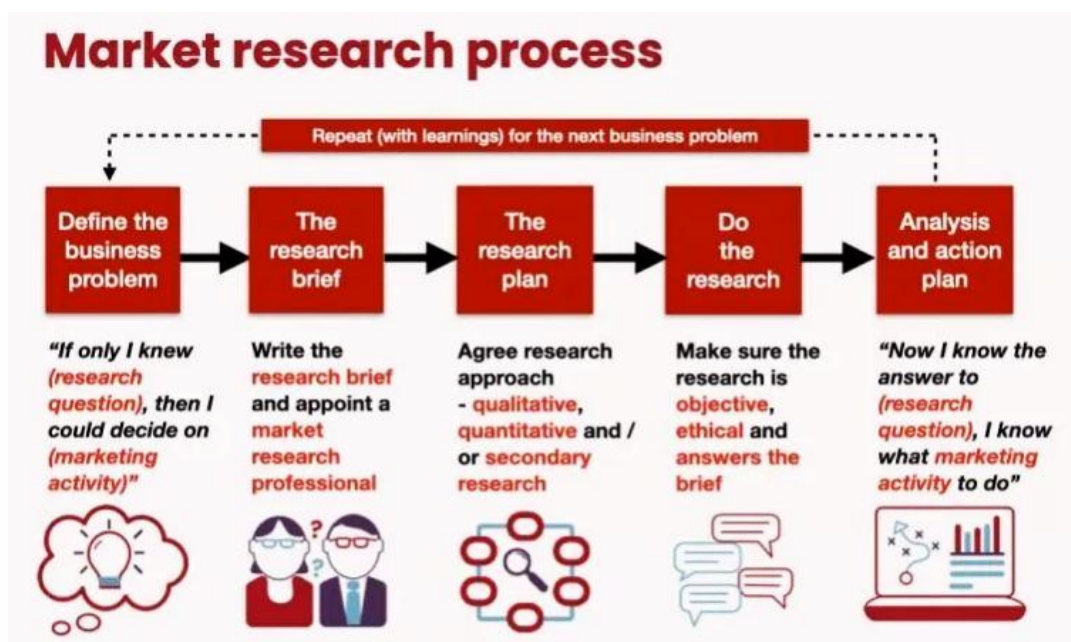 Market research process
Repeat (with learnings) for the next business problem
Define the
business
problem
The
research
brief
The
research
plan
Do
the
research
Analysis
and action
plan
"If only I knew
(research
question), then I
could decide on
(marketing
activity)"
Write the
research brief
and appoint a
market
research
professional
Agree research
approach
- qualitative,
quantitative and /
or secondary
research
Make sure the
research is
objective,
ethical and
answers the
brief
"Now I know the
answer to
(research
question), I know
what marketing
activity to do"
?
?